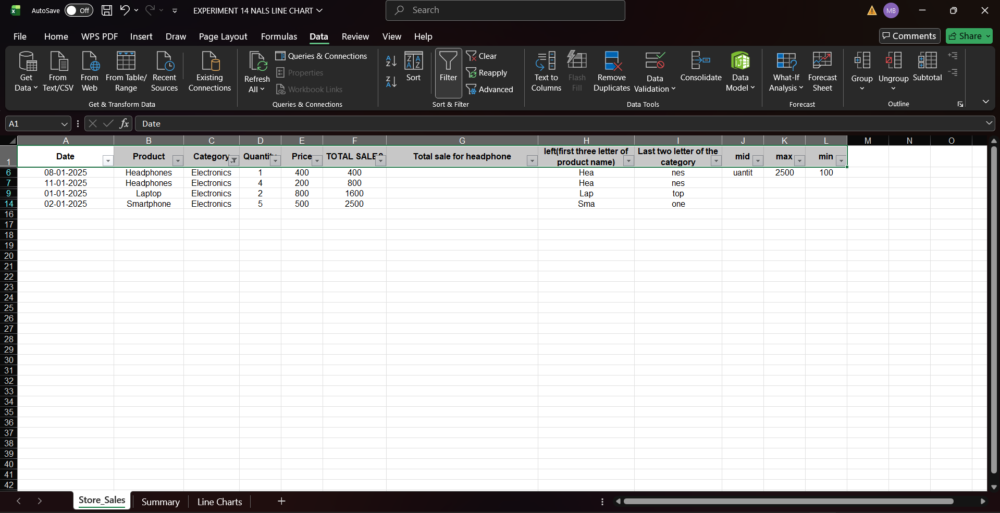 AutoSave Off EXPERIMENT 14 NALS LINE CHART Search MB
File Home WPS PDF Insert Draw Page Layout Formulas Data Review View Help Comments Share
Get Data From Text/CSV From Web From Table/Range Recent Sources Existing Connections
Get & Transform Data
Refresh All Queries & Connections Properties Workbook Links
Queries & Connections
Sort Filter Clear Reapply Advanced
Sort & Filter
Text to Columns Flash Fill Remove Duplicates Data Validation Consolidate Data Model
Data Tools
What-If Analysis Forecast Sheet
Forecast
Group Ungroup Subtotal
Outline
A1 fx Date
A B C D E F G H I J K L M N O
1 Date Product Category Quantity Price TOTAL SALES Total sale for headphone left(first three letter of product name) Last two letter of the category mid max min
6 08-01-2025 Headphones Electronics 1 400 400 Hea nes uantit 2500 100
7 11-01-2025 Headphones Electronics 4 200 800 Hea nes
9 01-01-2025 Laptop Electronics 2 800 1600 Lap top
14 02-01-2025 Smartphone Electronics 5 500 2500 Sma one
16
17
18
19
20
21
22
23
24
25
26
27
28
29
30
31
32
33
34
35
36
37
38
39
40
41
42
Store_Sales Summary Line Charts